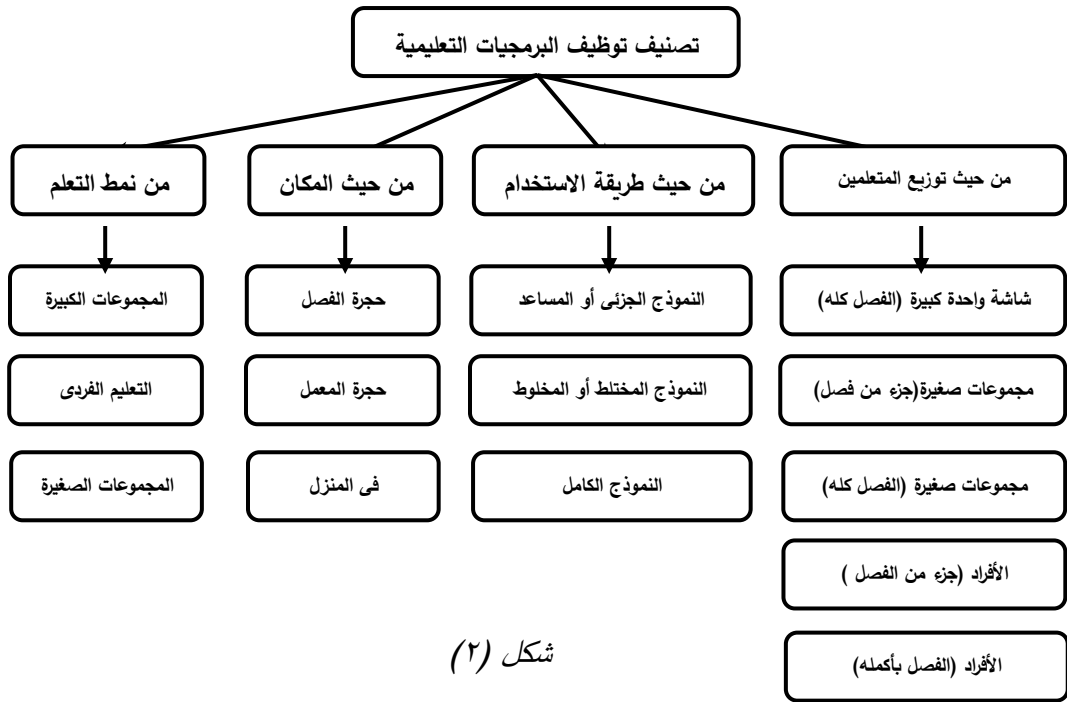 تصنيف توظيف البرمجيات التعليمية
من حيث توزيع المتعلمين
من حيث طريقة الاستخدام
من حيث المكان
من نمط التعلم
شاشة واحدة كبيرة (الفصل كله)
النموذج الجزئى أو المساعد
حجرة الفصل
المجموعات الكبيرة
مجموعات صغيرة(جزء من فصل)
النموذج المختلط أو المخلوط
حجرة المعمل
التعليم الفردى
مجموعات صغيرة (الفصل كله)
النموذج الكامل
فى المنزل
المجموعات الصغيرة
الأفراد (جزء من الفصل )
الأفراد (الفصل بأكمله)
شكل (٢)